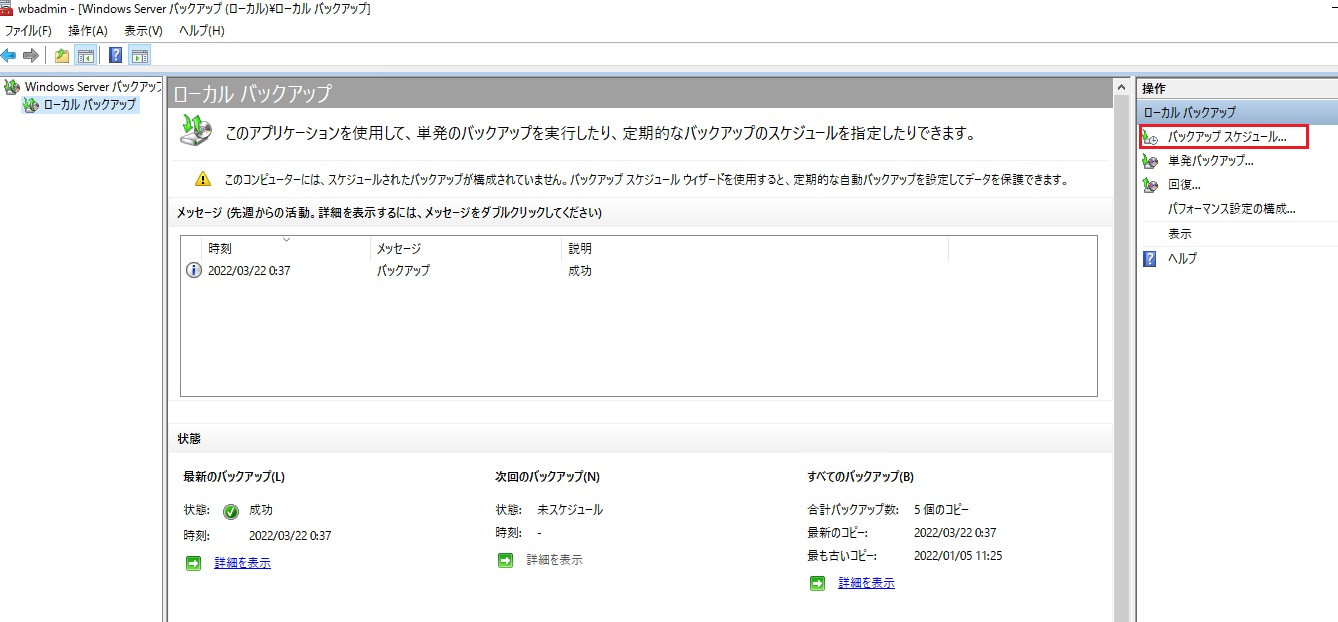 wbadmin - [Windows Server バックアップ (ローカル)¥ローカル バックアップ]
ファイル(F) 操作(A) 表示(V) ヘルプ(H)
Windows Server バックアップ
ローカル バックアップ
ローカル バックアップ
このアプリケーションを使用して、単発のバックアップを実行したり、定期的なバックアップのスケジュールを指定したりできます。
このコンピューターには、スケジュールされたバックアップが構成されていません。バックアップ スケジュール ウィザードを使用すると、定期的な自動バックアップを設定してデータを保護できます。
メッセージ (先週からの活動。詳細を表示するには、メッセージをダブルクリックしてください)
時刻 メッセージ 説明
2022/03/22 0:37 バックアップ 成功
状態
最新のバックアップ(L)
状態: 成功
時刻: 2022/03/22 0:37
詳細を表示
次回のバックアップ(N)
状態: 未スケジュール
時刻: -
詳細を表示
すべてのバックアップ(B)
合計バックアップ数: 5 個のコピー
最新のコピー: 2022/03/22 0:37
最も古いコピー: 2022/01/05 11:25
詳細を表示
操作
ローカル バックアップ
バックアップ スケジュール...
単発バックアップ...
回復...
パフォーマンス設定の構成...
表示
ヘルプ